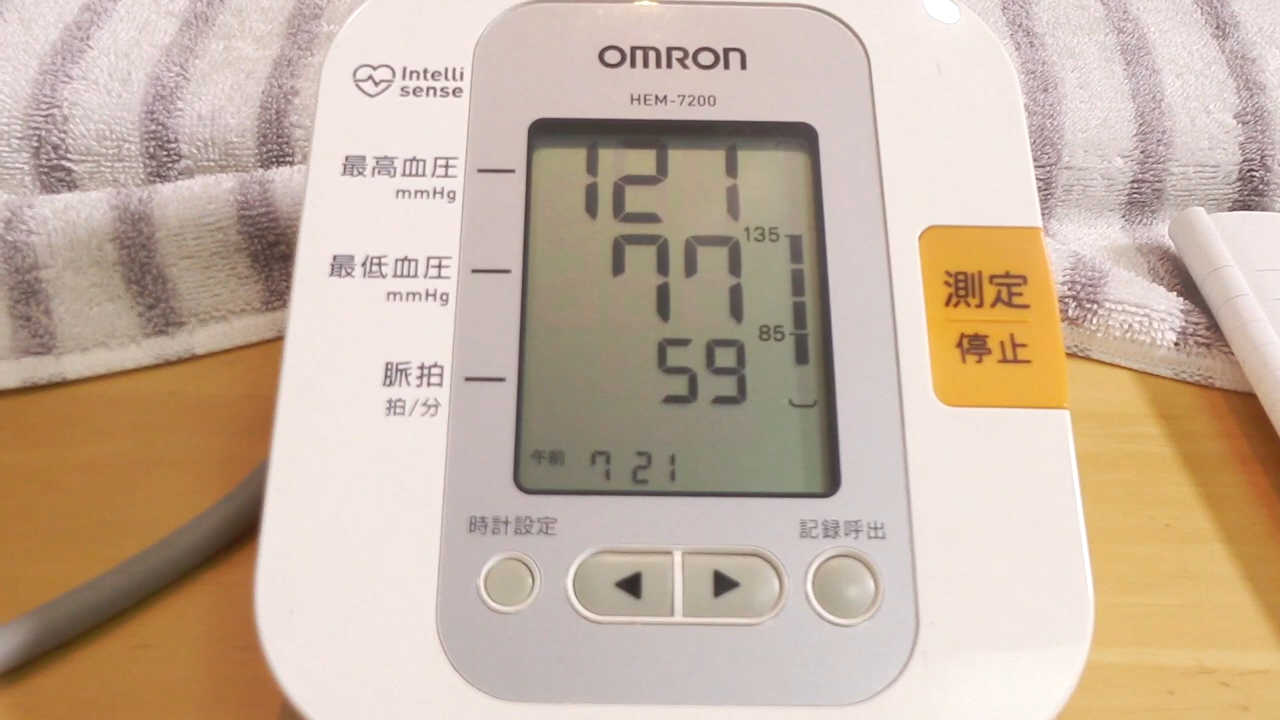 OMRON
Intelli
sense
HEM-7200
最高血圧
mmHg
121
135
最低血圧
mmHg
77
85
脈拍
拍/分
59
午前 7 21
測定
停止
時計設定
記録呼出